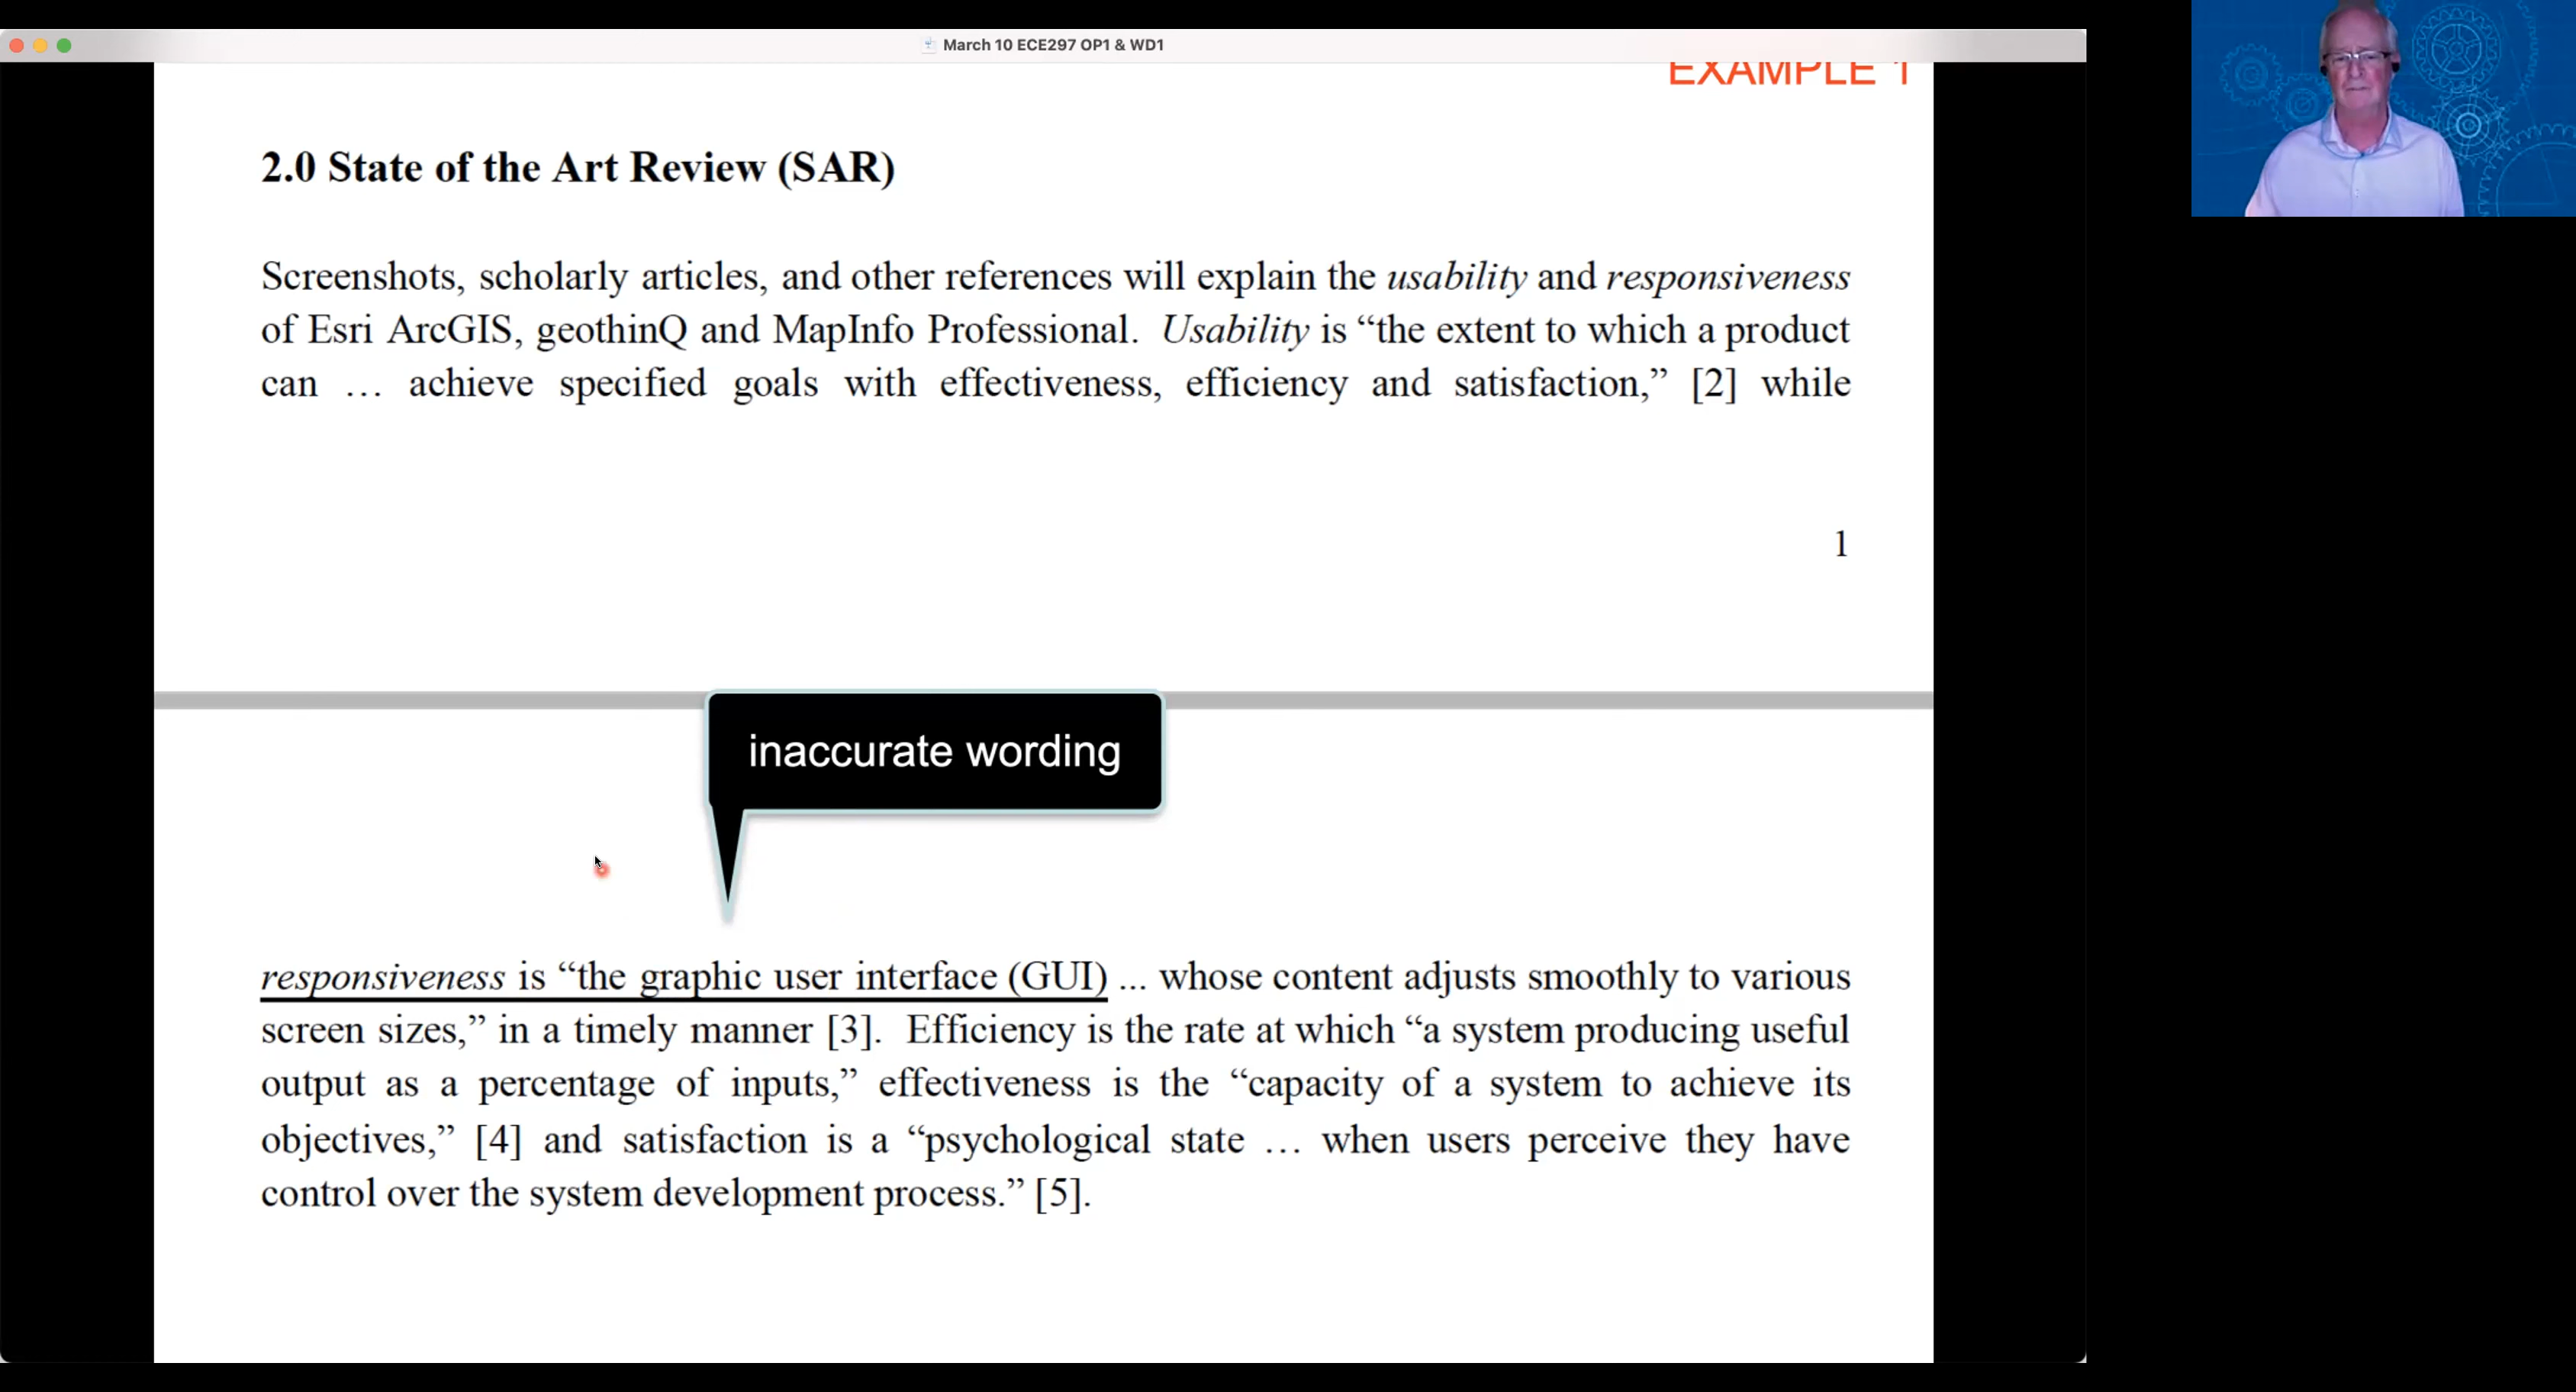 March 10 ECE297 OP1 & WD1
EXAMPLE 1
2.0 State of the Art Review (SAR)
Screenshots, scholarly articles, and other references will explain the usability and responsiveness
of Esri ArcGIS, geothinQ and MapInfo Professional. Usability is “the extent to which a product
can … achieve specified goals with effectiveness, efficiency and satisfaction,” [2] while
1
inaccurate wording
responsiveness is “the graphic user interface (GUI) ... whose content adjusts smoothly to various
screen sizes,” in a timely manner [3]. Efficiency is the rate at which “a system producing useful
output as a percentage of inputs,” effectiveness is the “capacity of a system to achieve its
objectives,” [4] and satisfaction is a “psychological state … when users perceive they have
control over the system development process.” [5].